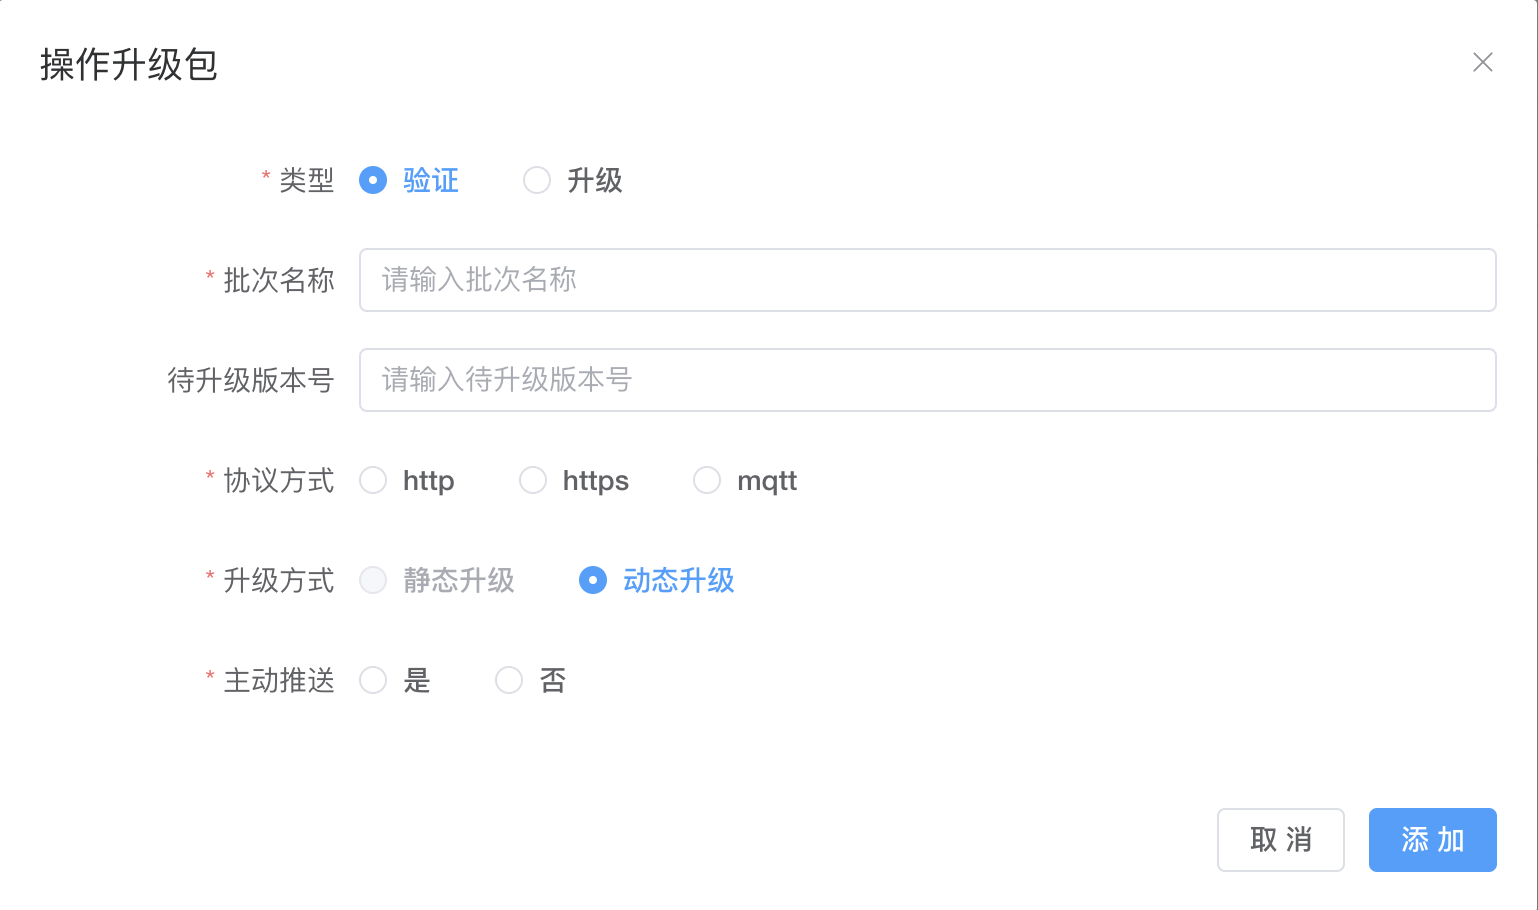 操作升级包
* 类型 验证 升级
* 批次名称 请输入批次名称
待升级版本号 请输入待升级版本号
* 协议方式 http https mqtt
* 升级方式 静态升级 动态升级
* 主动推送 是 否
取 消 添 加